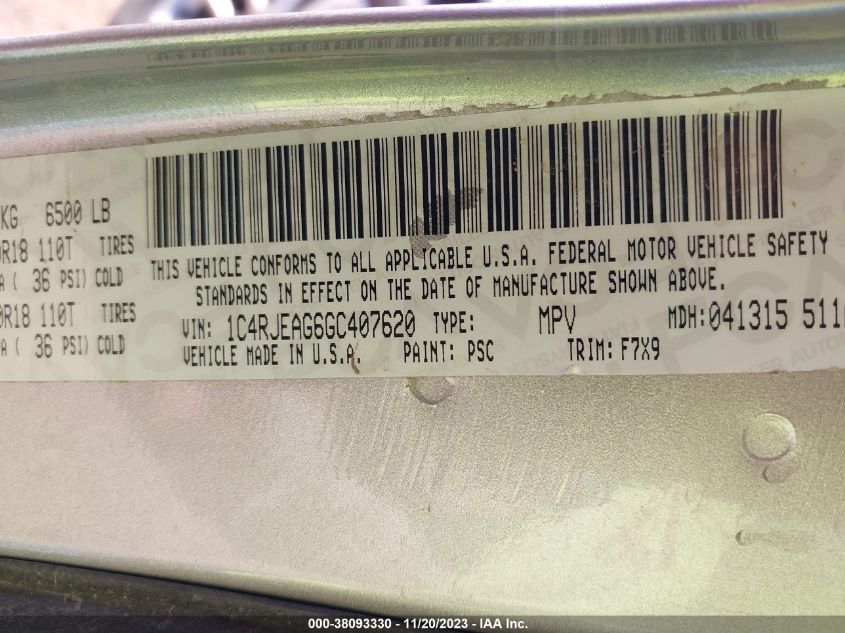 KG 6500 LB
R18 110T TIRES
( 36 PSI) COLD
R18 110T TIRES
( 36 PSI) COLD
THIS VEHICLE CONFORMS TO ALL APPLICABLE U.S.A. FEDERAL MOTOR VEHICLE SAFETY
STANDARDS IN EFFECT ON THE DATE OF MANUFACTURE SHOWN ABOVE.
VIN: 1C4RJEAG6GC407620 TYPE: MPV MDH:041315 511
VEHICLE MADE IN U.S.A. PAINT: PSC TRIM: F7X9
000-38093330 - 11/20/2023 - IAA Inc.